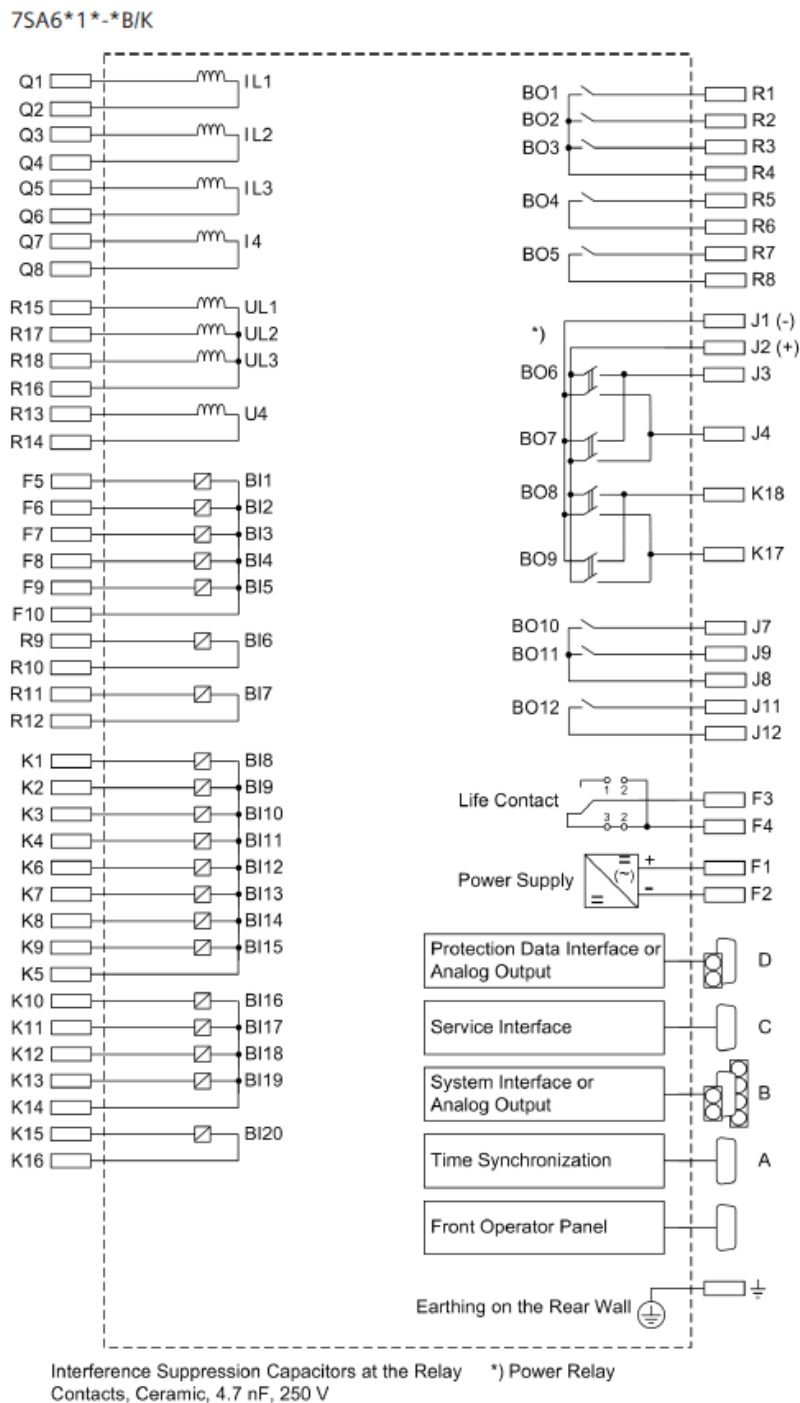 7SA6*1*-*B/K
Q1 IL1
Q2
Q3 IL2
Q4
Q5 IL3
Q6
Q7 I4
Q8
R15 UL1
R17 UL2
R18 UL3
R16
R13 U4
R14
F5 BI1
F6 BI2
F7 BI3
F8 BI4
F9 BI5
F10
R9 BI6
R10
R11 BI7
R12
K1 BI8
K2 BI9
K3 BI10
K4 BI11
K6 BI12
K7 BI13
K8 BI14
K9 BI15
K5
K10 BI16
K11 BI17
K12 BI18
K13 BI19
K14
K15 BI20
K16
BO1 R1
BO2 R2
BO3 R3
R4
BO4 R5
R6
BO5 R7
R8
J1 (-)
*)
J2 (+)
BO6 J3
BO7 J4
BO8 K18
BO9 K17
BO10 J7
BO11 J9
J8
BO12 J11
J12
1 2
Life Contact F3
3 2
F4
= + F1
Power Supply (~)
= - F2
Protection Data Interface or
Analog Output
D
Service Interface C
System Interface or
Analog Output
B
Time Synchronization A
Front Operator Panel
Earthing on the Rear Wall
Interference Suppression Capacitors at the Relay *) Power Relay
Contacts, Ceramic, 4.7 nF, 250 V